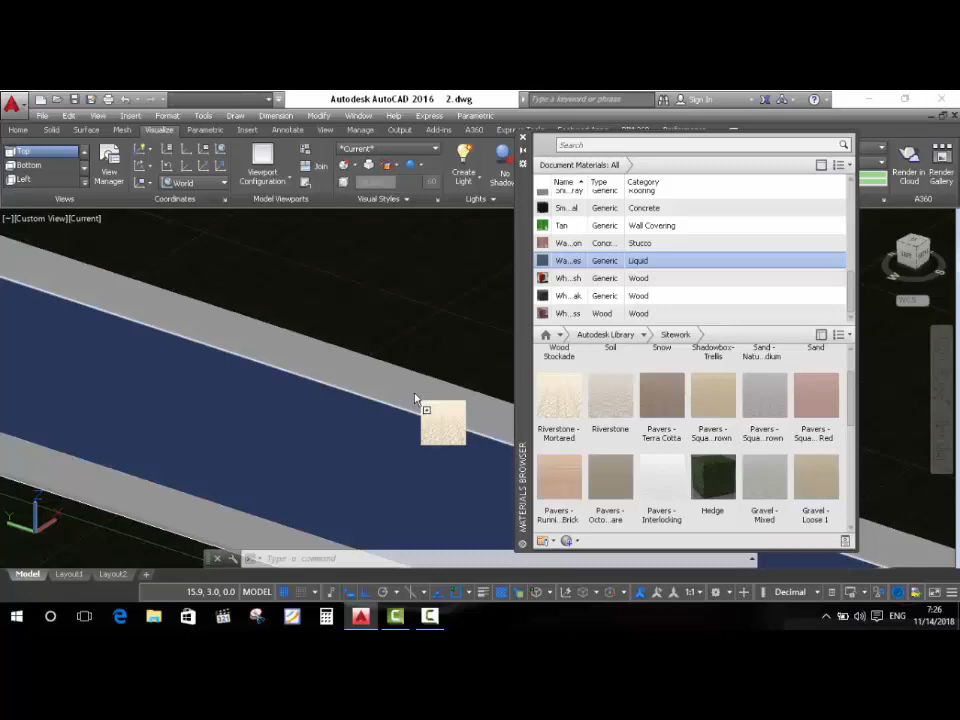 Autodesk AutoCAD 2016 2.dwg
Type a keyword or phrase
Sign In
File Edit View Insert Format Tools Draw Dimension Modify Window Help Express Parametric
Home Solid Surface Mesh Visualize Parametric Insert Annotate View Manage Output Add-ins A360
Top
Bottom
Left
View
Manager
World
Coordinates
Viewport
Configuration
Join
Model Viewports
*Current*
60
Visual Styles
Create
Light
No
Shadow
Lights
Render in
Cloud
Render
Gallery
A360
[−][Custom View][Current]
Search
Document Materials: All
Name Type Category
Generic Roofing
Sm...al Generic Concrete
Tan Generic Wall Covering
Wa...on Concr... Stucco
Wa...es Generic Liquid
Wh...sh Generic Wood
Wh...ak Generic Wood
Wh...ss Wood Wood
Autodesk Library Sitework
Wood
Stockade
Soil
Snow
Shadowbox-
Trellis
Sand -
Natu...dium
Sand
Riverstone
- Mortared
Riverstone
Pavers -
Terra Cotta
Pavers -
Squa...rown
Pavers -
Squa...rown
Pavers -
Squa... Red
Pavers -
Runni...Brick
Pavers -
Octo...are
Pavers -
Interlocking
Hedge
Gravel -
Mixed
Gravel -
Loose 1
MATERIALS BROWSER
WCS
Z
Y
X
Type a command
Model Layout1 Layout2 +
15.9, 3.0, 0.0 MODEL
1:1
Decimal
ENG
7:26
11/14/2018